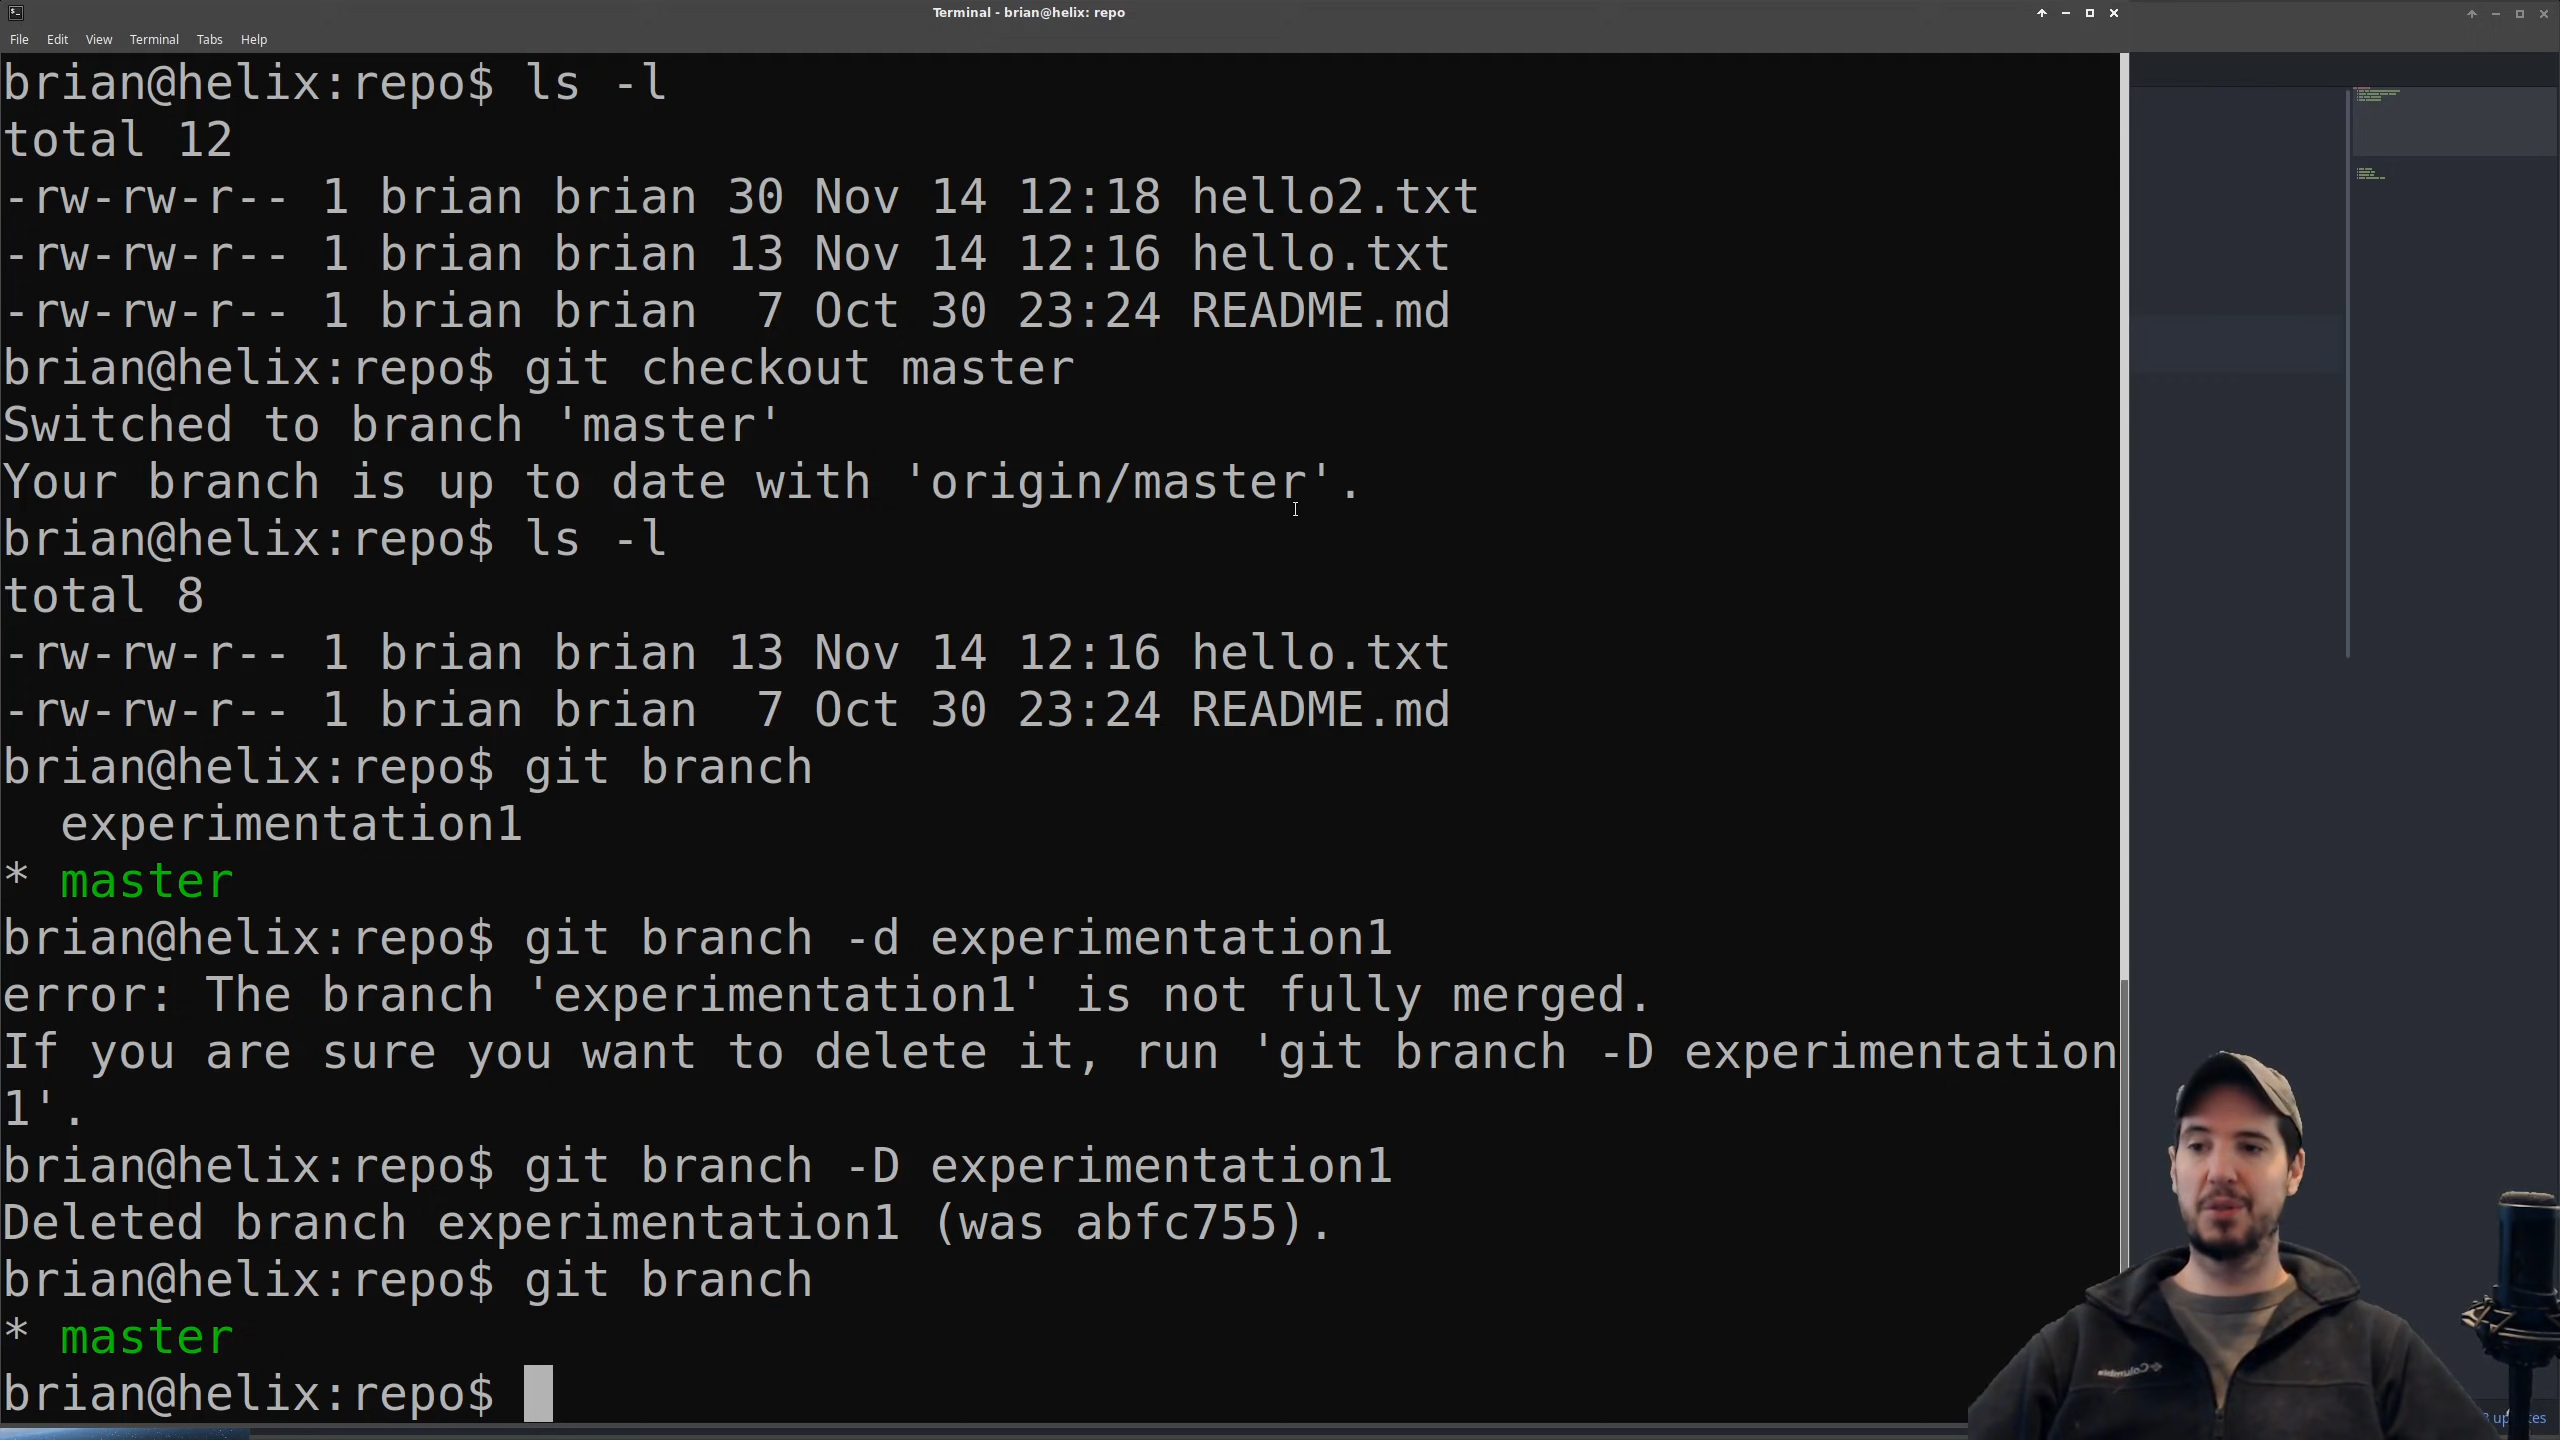 Terminal - brian@helix: repo
File Edit View Terminal Tabs Help
brian@helix:repo$ ls -l
total 12
-rw-rw-r-- 1 brian brian 30 Nov 14 12:18 hello2.txt
-rw-rw-r-- 1 brian brian 13 Nov 14 12:16 hello.txt
-rw-rw-r-- 1 brian brian  7 Oct 30 23:24 README.md
brian@helix:repo$ git checkout master
Switched to branch 'master'
Your branch is up to date with 'origin/master'.
brian@helix:repo$ ls -l
total 8
-rw-rw-r-- 1 brian brian 13 Nov 14 12:16 hello.txt
-rw-rw-r-- 1 brian brian  7 Oct 30 23:24 README.md
brian@helix:repo$ git branch
  experimentation1
* master
brian@helix:repo$ git branch -d experimentation1
error: The branch 'experimentation1' is not fully merged.
If you are sure you want to delete it, run 'git branch -D experimentation
1'.
brian@helix:repo$ git branch -D experimentation1
Deleted branch experimentation1 (was abfc755).
brian@helix:repo$ git branch
* master
brian@helix:repo$
Columbia